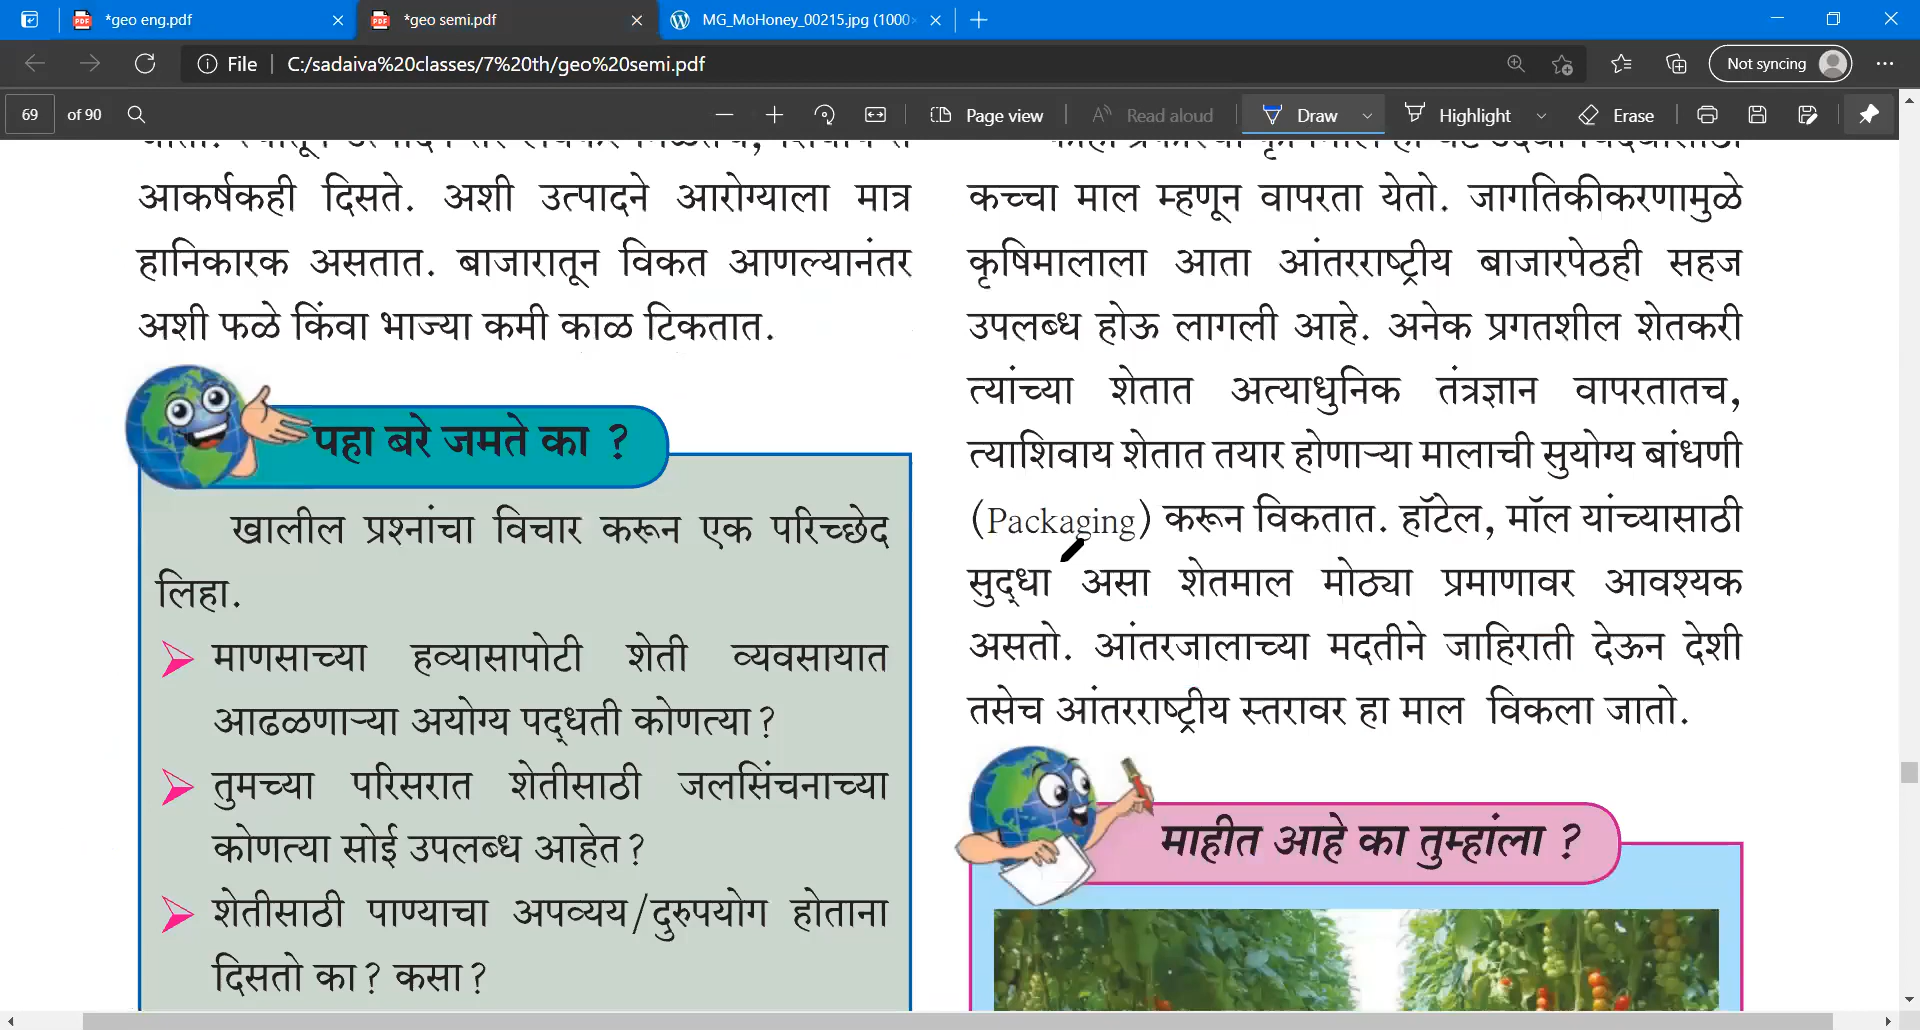 *geo eng.pdf
*geo semi.pdf
MG_MoHoney_00215.jpg (1000
File
C:/sadaiva%20classes/7%20th/geo%20semi.pdf
Not syncing
69 of 90
Page view
Read aloud
Draw
Highlight
Erase
आकर्षकही दिसते. अशी उत्पादने आरोग्याला मात्र
हानिकारक असतात. बाजारातून विकत आणल्यानंतर
अशी फळे किंवा भाज्या कमी काळ टिकतात.
पहा बरे जमते का ?
खालील प्रश्नांचा विचार करून एक परिच्छेद
लिहा.
माणसाच्या हव्यासापोटी शेती व्यवसायात
आढळणाऱ्या अयोग्य पद्धती कोणत्या?
तुमच्या परिसरात शेतीसाठी जलसिंचनाच्या
कोणत्या सोई उपलब्ध आहेत?
शेतीसाठी पाण्याचा अपव्यय/दुरुपयोग होताना
दिसतो का? कसा?
कच्चा माल म्हणून वापरता येतो. जागतिकीकरणामुळे
कृषिमालाला आता आंतरराष्ट्रीय बाजारपेठही सहज
उपलब्ध होऊ लागली आहे. अनेक प्रगतशील शेतकरी
त्यांच्या शेतात अत्याधुनिक तंत्रज्ञान वापरतातच,
त्याशिवाय शेतात तयार होणाऱ्या मालाची सुयोग्य बांधणी
(Packaging) करून विकतात. हॉटेल, मॉल यांच्यासाठी
सुद्धा असा शेतमाल मोठ्या प्रमाणावर आवश्यक
असतो. आंतरजालाच्या मदतीने जाहिराती देऊन देशी
तसेच आंतरराष्ट्रीय स्तरावर हा माल विकला जातो.
माहीत आहे का तुम्हांला ?